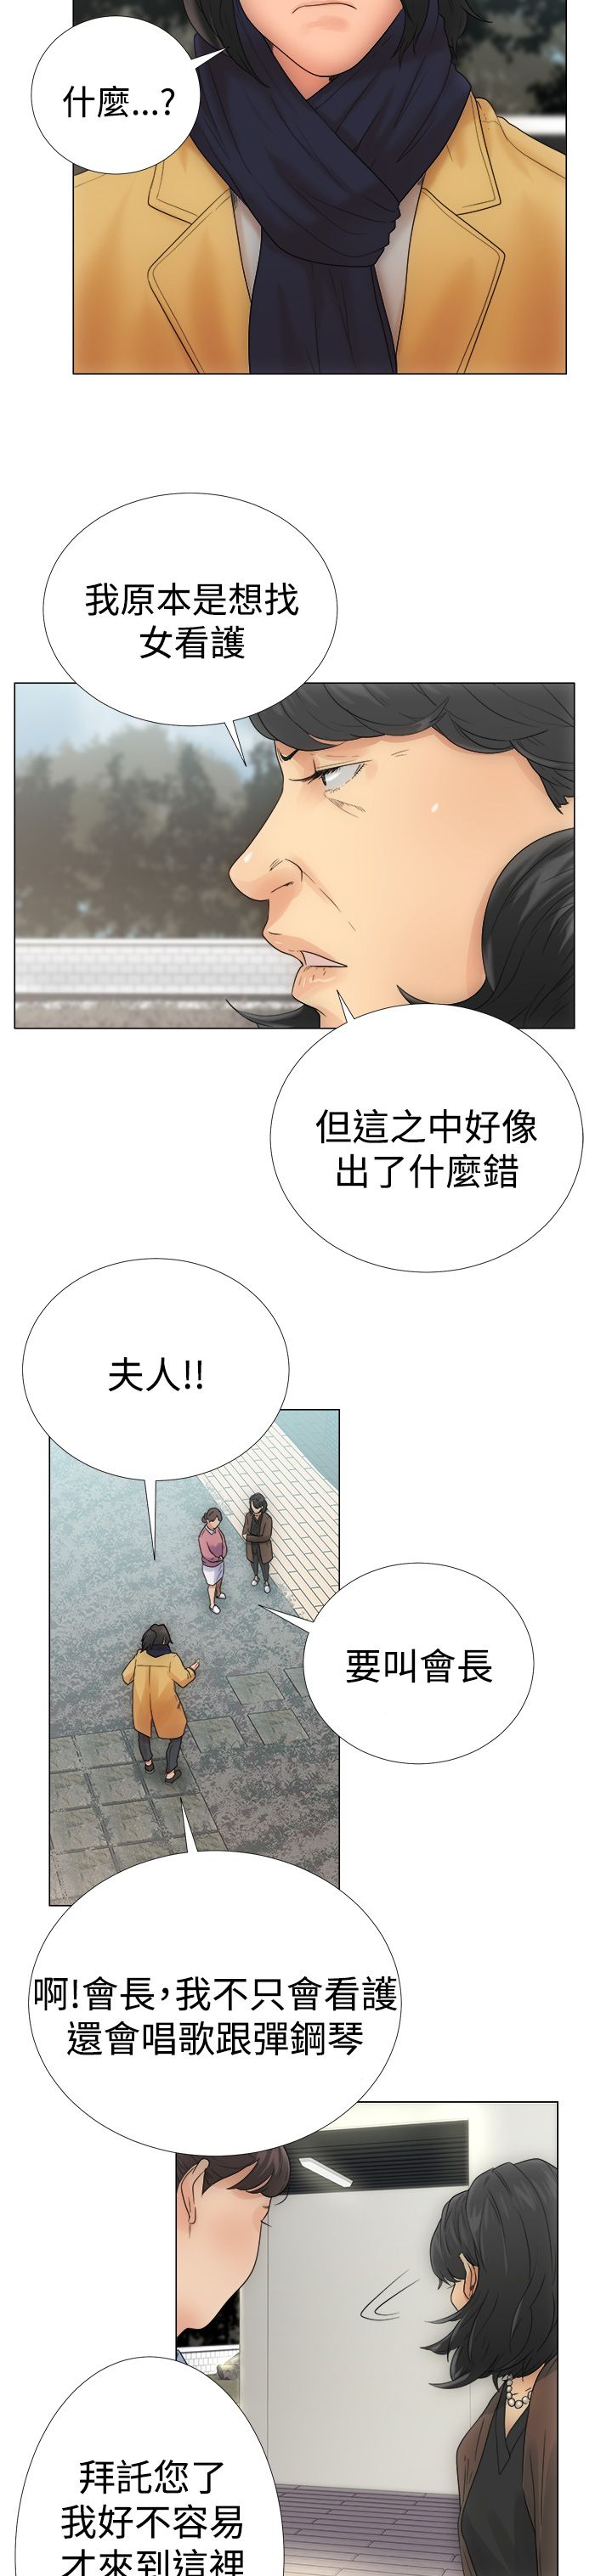 什麼...?
我原本是想找
女看護
但這之中好像
出了什麼錯
夫人!!
要叫會長
啊!會長,我不只會看護
還會唱歌跟彈鋼琴
拜託您了
我好不容易
才來到這裡